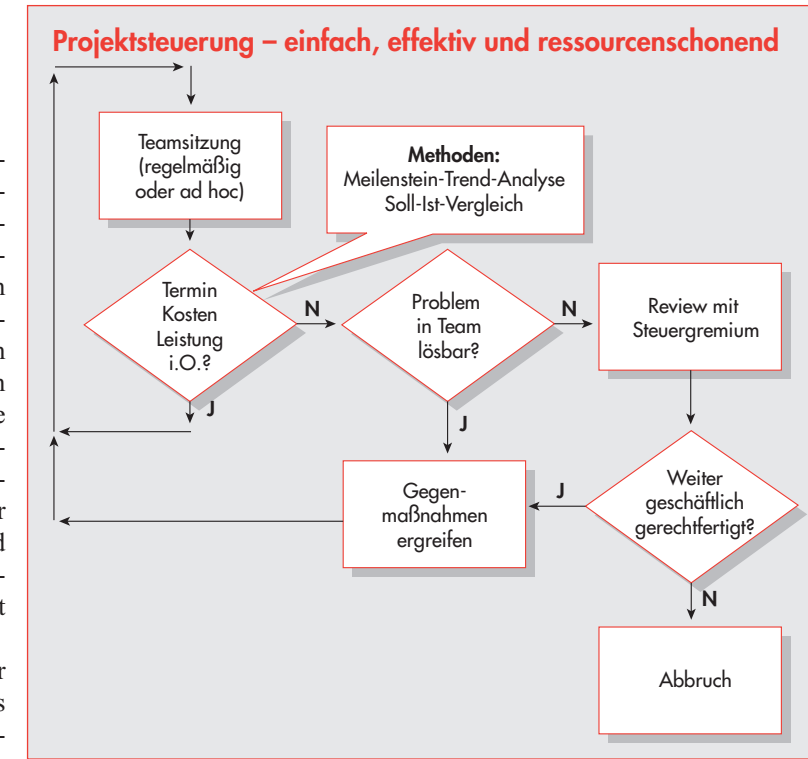 Projektsteuerung – einfach, effektiv und ressourcenschonend
Teamsitzung
(regelmäßig
oder ad hoc)
Methoden:
Meilenstein-Trend-Analyse
Soll-Ist-Vergleich
Termin
Kosten
Leistung
i.O.?
N
Problem
in Team
lösbar?
N
Review mit
Steuergremium
J
J
Gegen-
maßnahmen
ergreifen
J
Weiter
geschäftlich
gerechtfertigt?
N
Abbruch